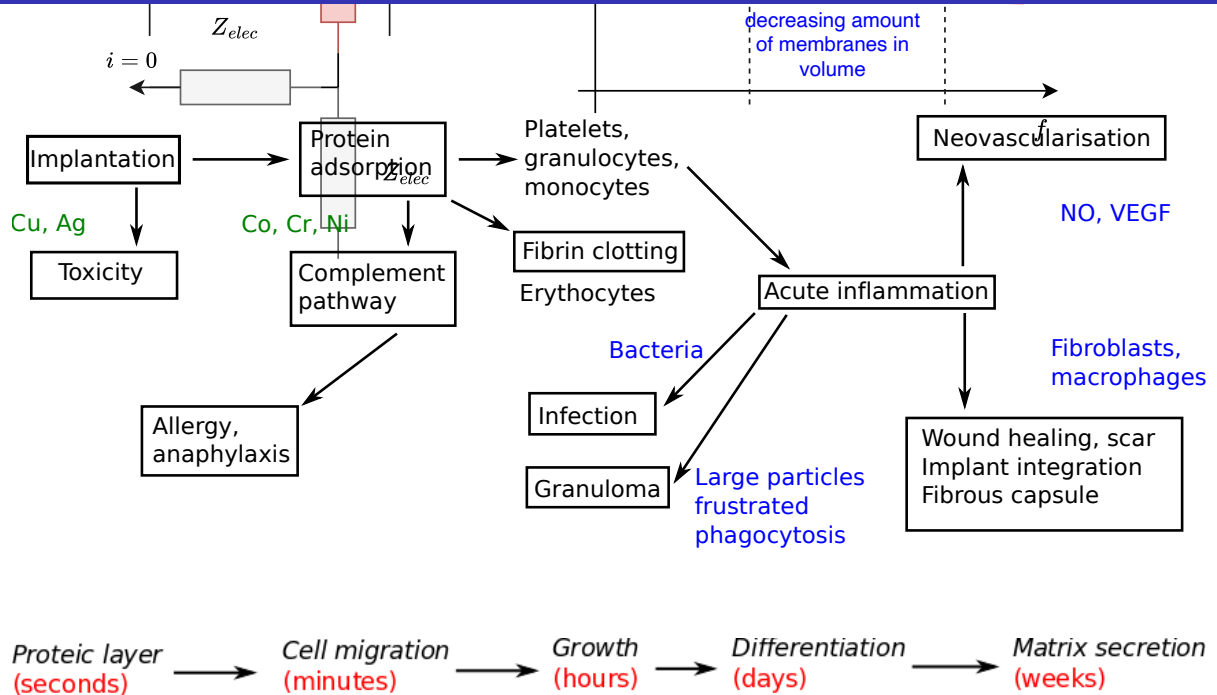 Z_elec
i = 0
decreasing amount
of membranes in
volume
f
Implantation
Protein
adsorption
Z_elec
Platelets,
granulocytes,
monocytes
Neovascularisation
Cu, Ag
Co, Cr, Ni
NO, VEGF
Toxicity
Complement
pathway
Fibrin clotting
Erythocytes
Acute inflammation
Bacteria
Fibroblasts,
macrophages
Allergy,
anaphylaxis
Infection
Granuloma
Large particles
frustrated
phagocytosis
Wound healing, scar
Implant integration
Fibrous capsule
Proteic layer
(seconds)
Cell migration
(minutes)
Growth
(hours)
Differentiation
(days)
Matrix secretion
(weeks)